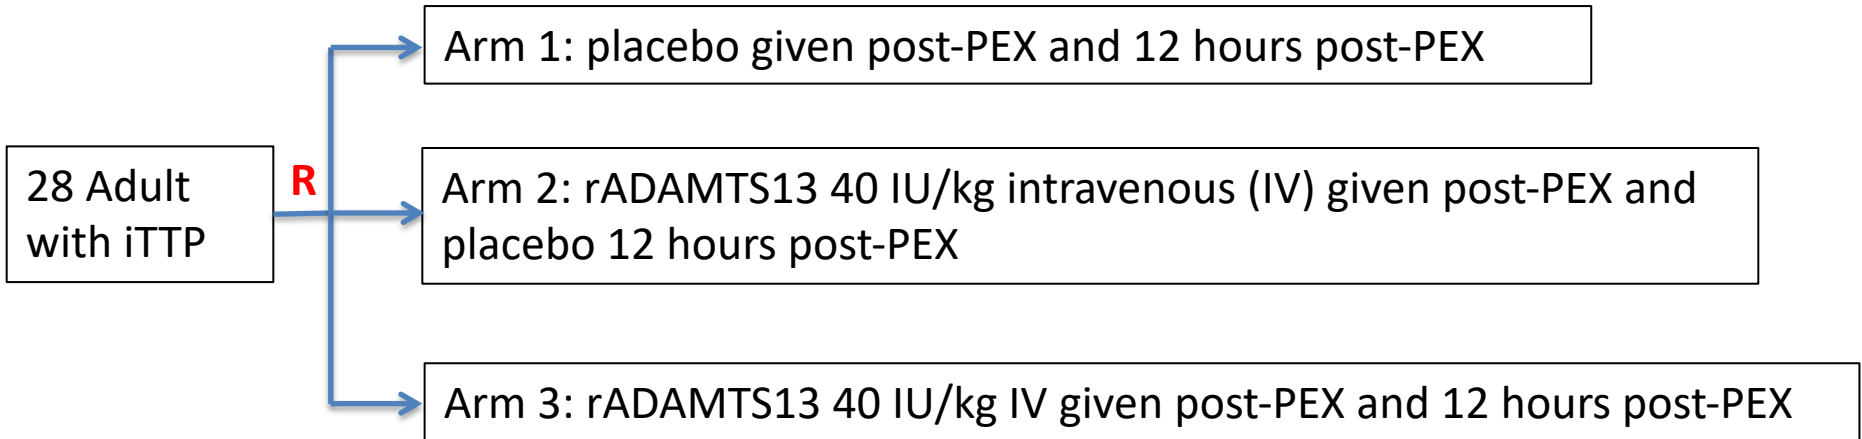 Arm 1: placebo given post-PEX and 12 hours post-PEX
28 Adult
with iTTP
R
Arm 2: rADAMTS13 40 IU/kg intravenous (IV) given post-PEX and
placebo 12 hours post-PEX
Arm 3: rADAMTS13 40 IU/kg IV given post-PEX and 12 hours post-PEX